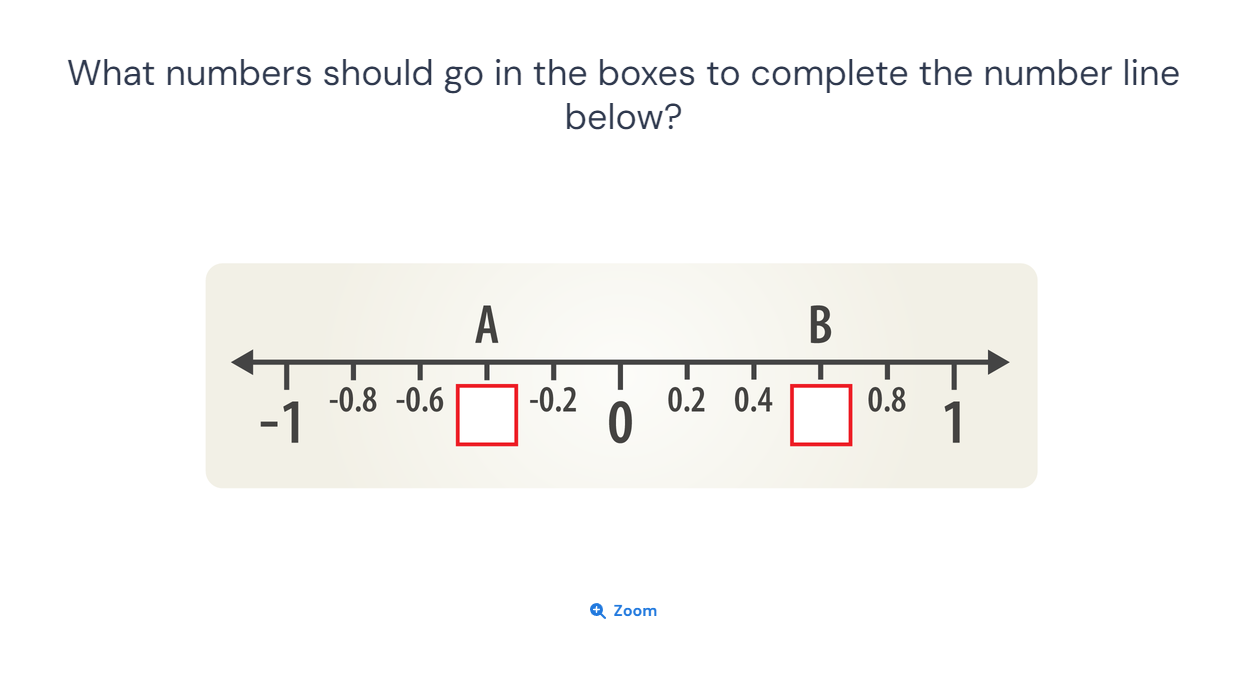 What numbers should go in the boxes to complete the number line
below?
A B
-1 -0.8 -0.6 -0.2 0 0.2 0.4 0.8 1
Zoom